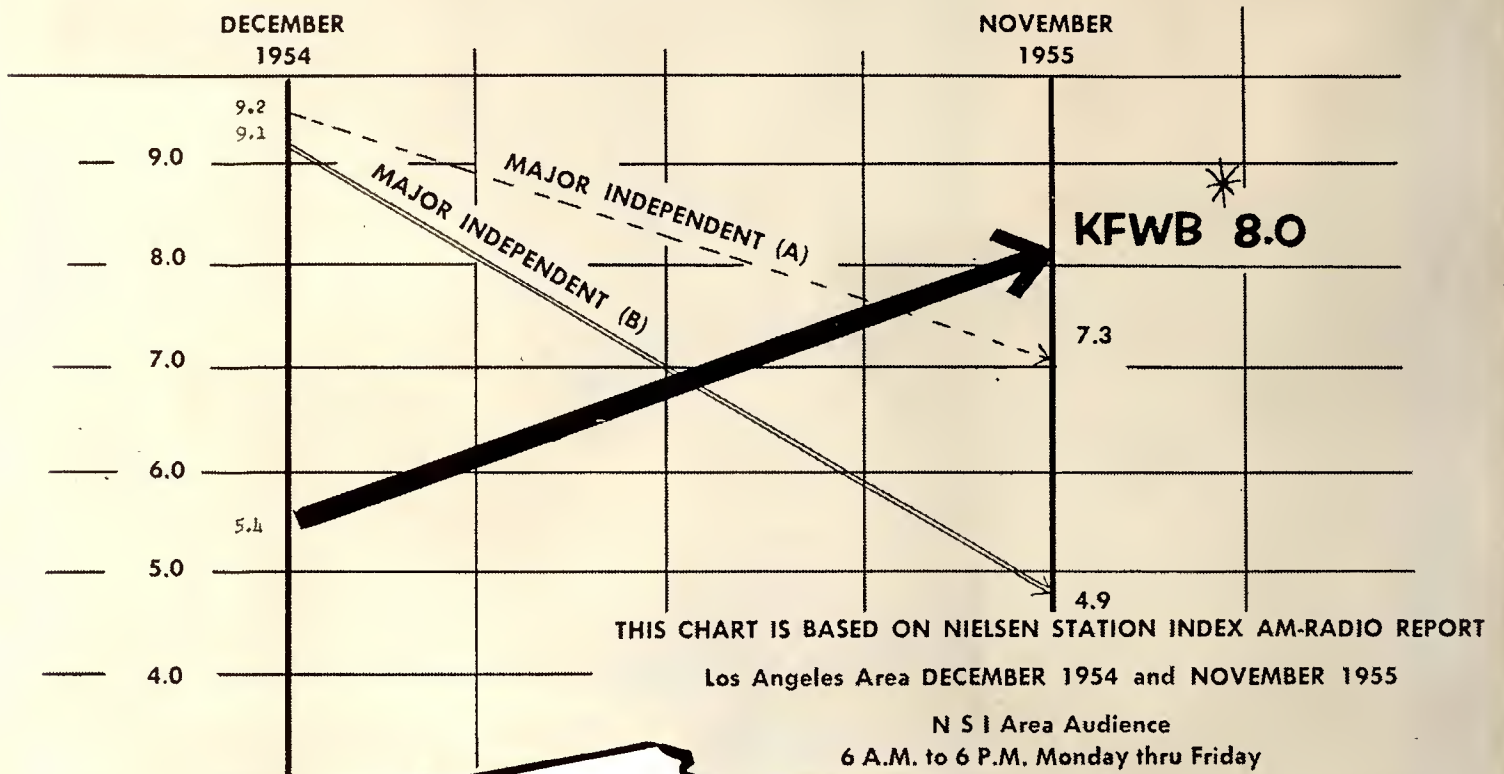 DECEMBER
1954
NOVEMBER
1955
9.2
9.1
9.0
MAJOR INDEPENDENT (A)
MAJOR INDEPENDENT (B)
*
KFWB 8.0
8.0
7.3
7.0
6.0
5.4
5.0
4.9
THIS CHART IS BASED ON NIELSEN STATION INDEX AM-RADIO REPORT
4.0
Los Angeles Area DECEMBER 1954 and NOVEMBER 1955
N S I Area Audience
6 A.M. to 6 P.M. Monday thru Friday